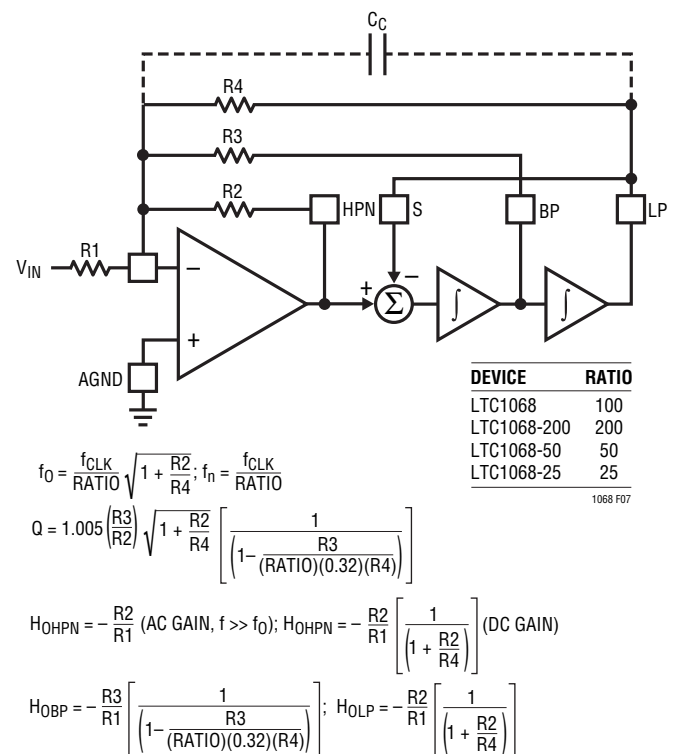 C_C
R4
R3
R2
HPN S BP LP
R1
V_IN
−
+ − Σ ∫ ∫
+
AGND
DEVICE RATIO
LTC1068 100
LTC1068-200 200
LTC1068-50 50
LTC1068-25 25
1068 F07
f_O = f_CLK/RATIO √(1 + R2/R4); f_n = f_CLK/RATIO
Q = 1.005 (R3/R2) √(1 + R2/R4) [1/(1− R3/((RATIO)(0.32)(R4)))]
H_OHPN = − R2/R1 (AC GAIN, f >> f_O); H_OHPN = − R2/R1 [1/(1 + R2/R4)] (DC GAIN)
H_OBP = − R3/R1 [1/(1− R3/((RATIO)(0.32)(R4)))]; H_OLP = − R2/R1 [1/(1 + R2/R4)]